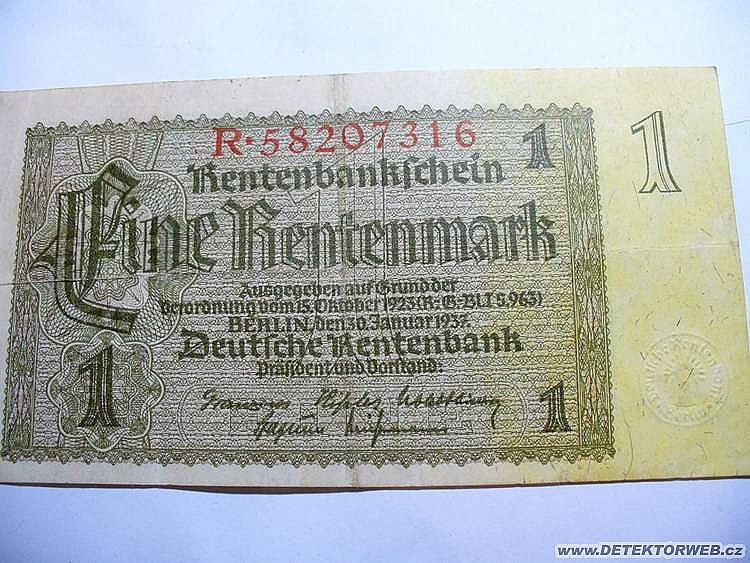 R·58207316
1
1
Rentenbankschein
Eine Rentenmark
Ausgegeben auf Grund der
Verordnung vom 15. Oktober 1923 (R-G-Bl. I S 963)
BERLIN, den 30. Januar 1937.
Deutsche Rentenbank
Präsident und Vorstand:
1
1
www.DETEKTORWEB.cz